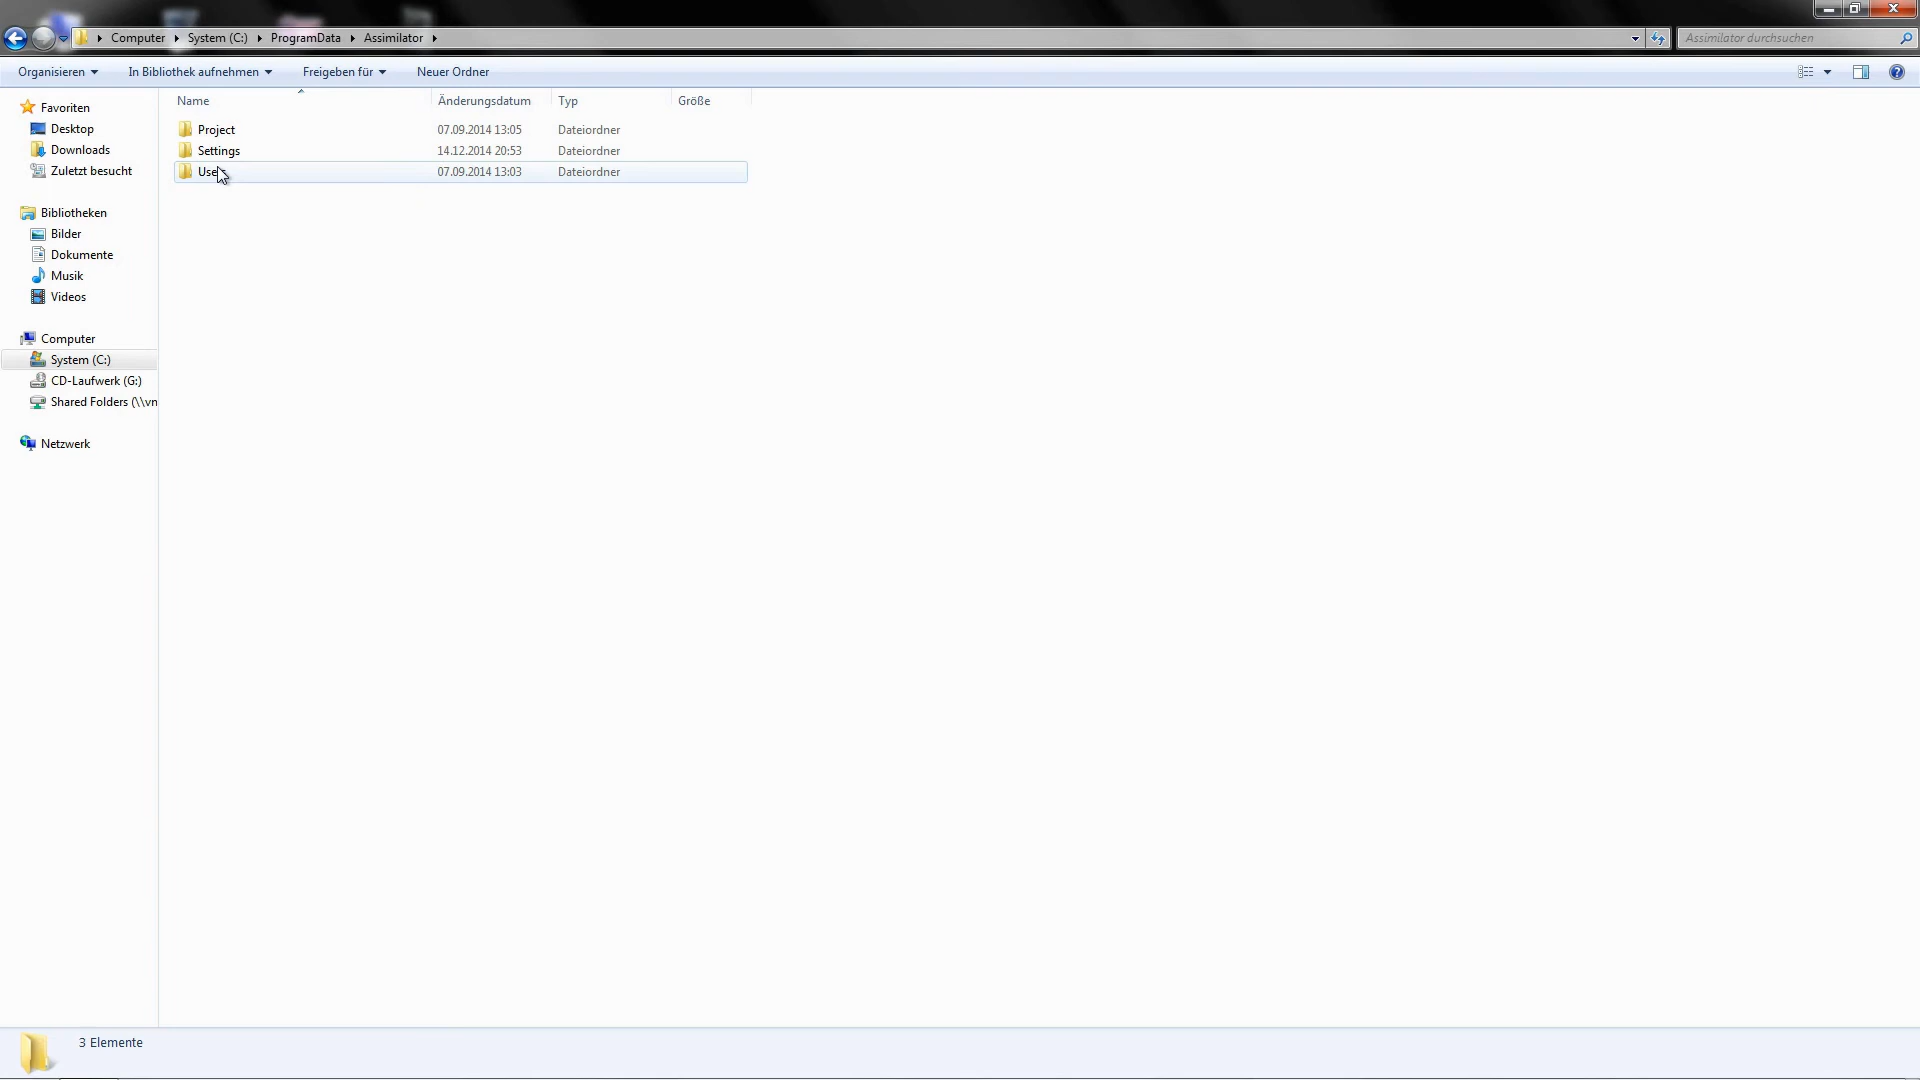 Computer System (C:) ProgramData Assimilator
Assimilator durchsuchen
Organisieren In Bibliothek aufnehmen Freigeben für Neuer Ordner
Name Änderungsdatum Typ Größe
Project 07.09.2014 13:05 Dateiordner
Settings 14.12.2014 20:53 Dateiordner
07.09.2014 13:03 Dateiordner
Favoriten
Desktop
Downloads
Zuletzt besucht
Bibliotheken
Bilder
Dokumente
Musik
Videos
Computer
System (C:)
CD-Laufwerk (G:)
Shared Folders (\\vn
Netzwerk
3 Elemente